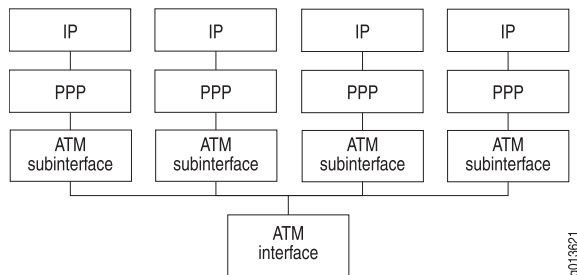 IP IP IP IP
PPP PPP PPP PPP
ATM subinterface ATM subinterface ATM subinterface ATM subinterface
ATM
interface
g013621